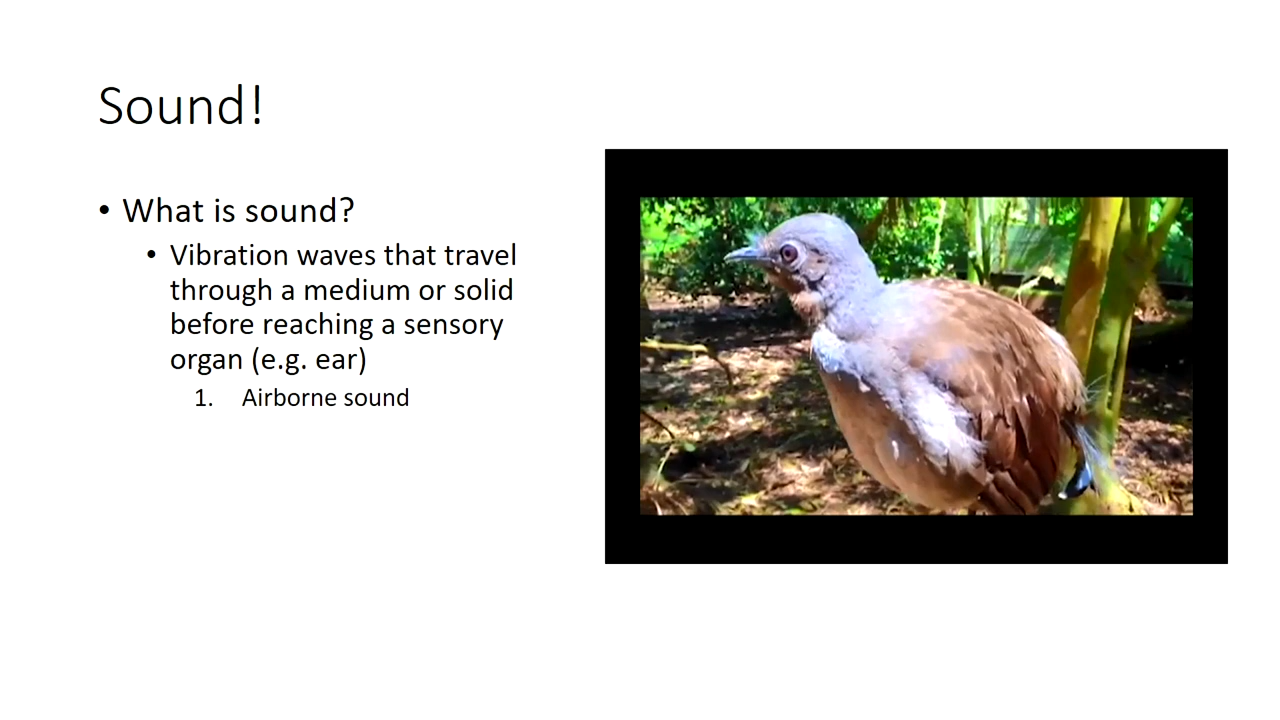 Sound!
• What is sound?
• Vibration waves that travel
through a medium or solid
before reaching a sensory
organ (e.g. ear)
1. Airborne sound